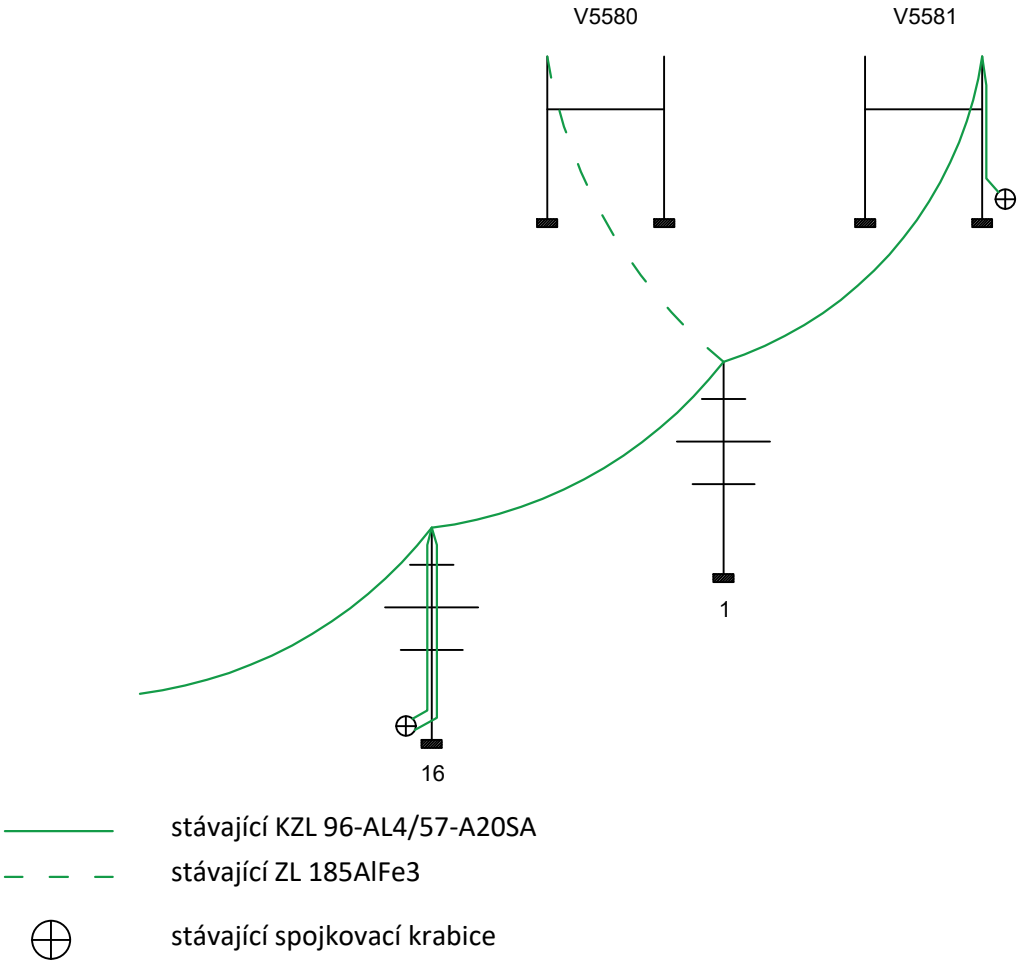 V5580
V5581
1
16
stávající KZL 96-AL4/57-A20SA
stávající ZL 185AlFe3
stávající spojkovací krabice